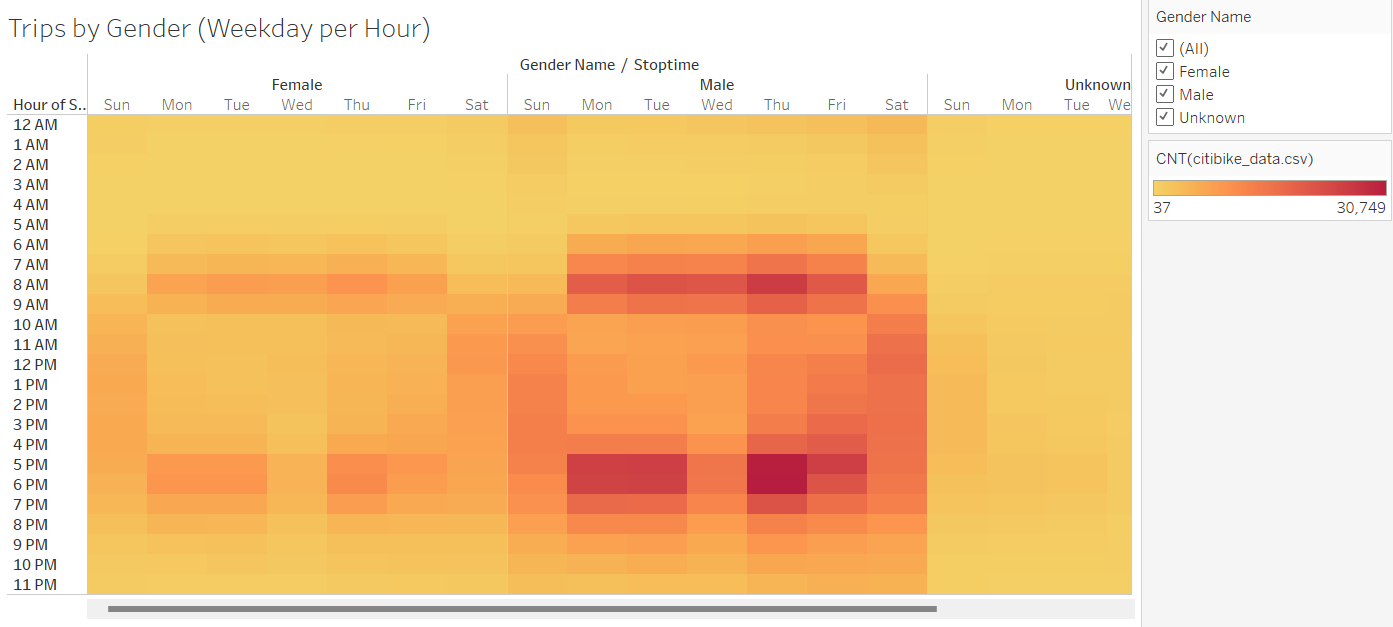 Trips by Gender (Weekday per Hour)
Gender Name / Stoptime
Female Male Unknown
Hour of S.. Sun Mon Tue Wed Thu Fri Sat Sun Mon Tue Wed Thu Fri Sat Sun Mon Tue We
12 AM
1 AM
2 AM
3 AM
4 AM
5 AM
6 AM
7 AM
8 AM
9 AM
10 AM
11 AM
12 PM
1 PM
2 PM
3 PM
4 PM
5 PM
6 PM
7 PM
8 PM
9 PM
10 PM
11 PM
Gender Name
(All)
Female
Male
Unknown
CNT(citibike_data.csv)
37 30,749